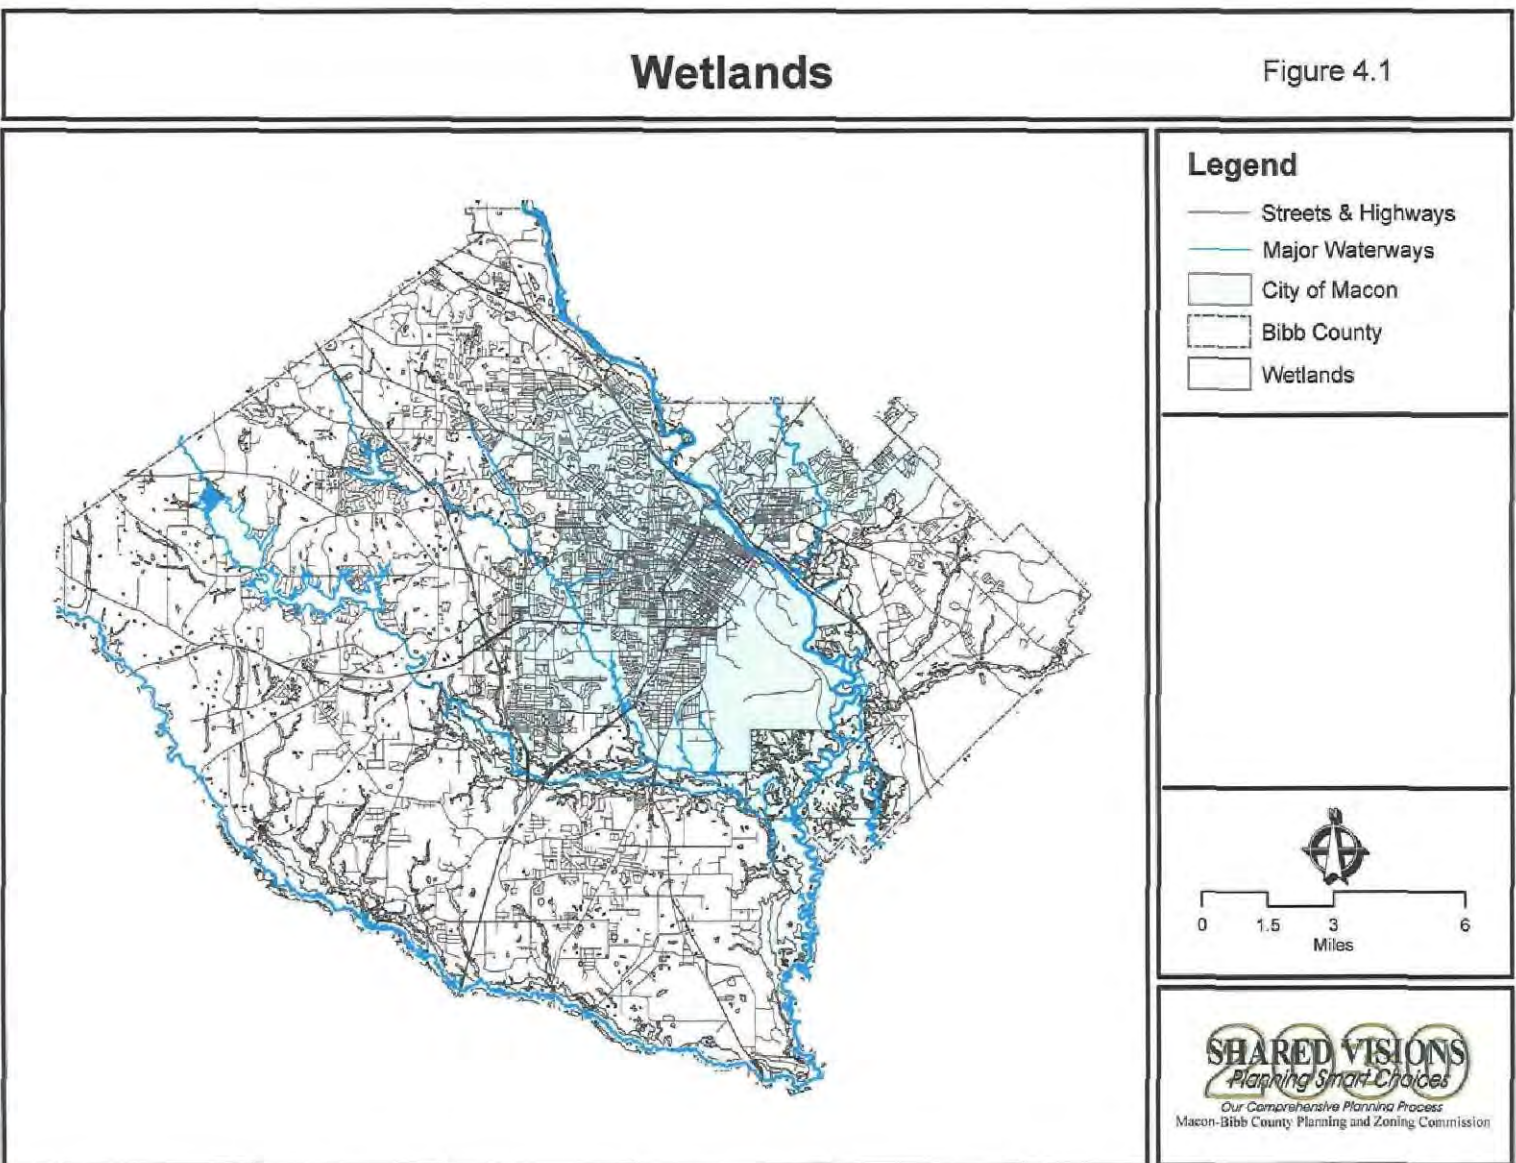 Wetlands
Figure 4.1
Legend
Streets & Highways
Major Waterways
City of Macon
Bibb County
Wetlands
N
0 1.5 3 6
Miles
2030
SHARED VISIONS
Planning Smart Choices
Our Comprehensive Planning Process
Macon-Bibb County Planning and Zoning Commission